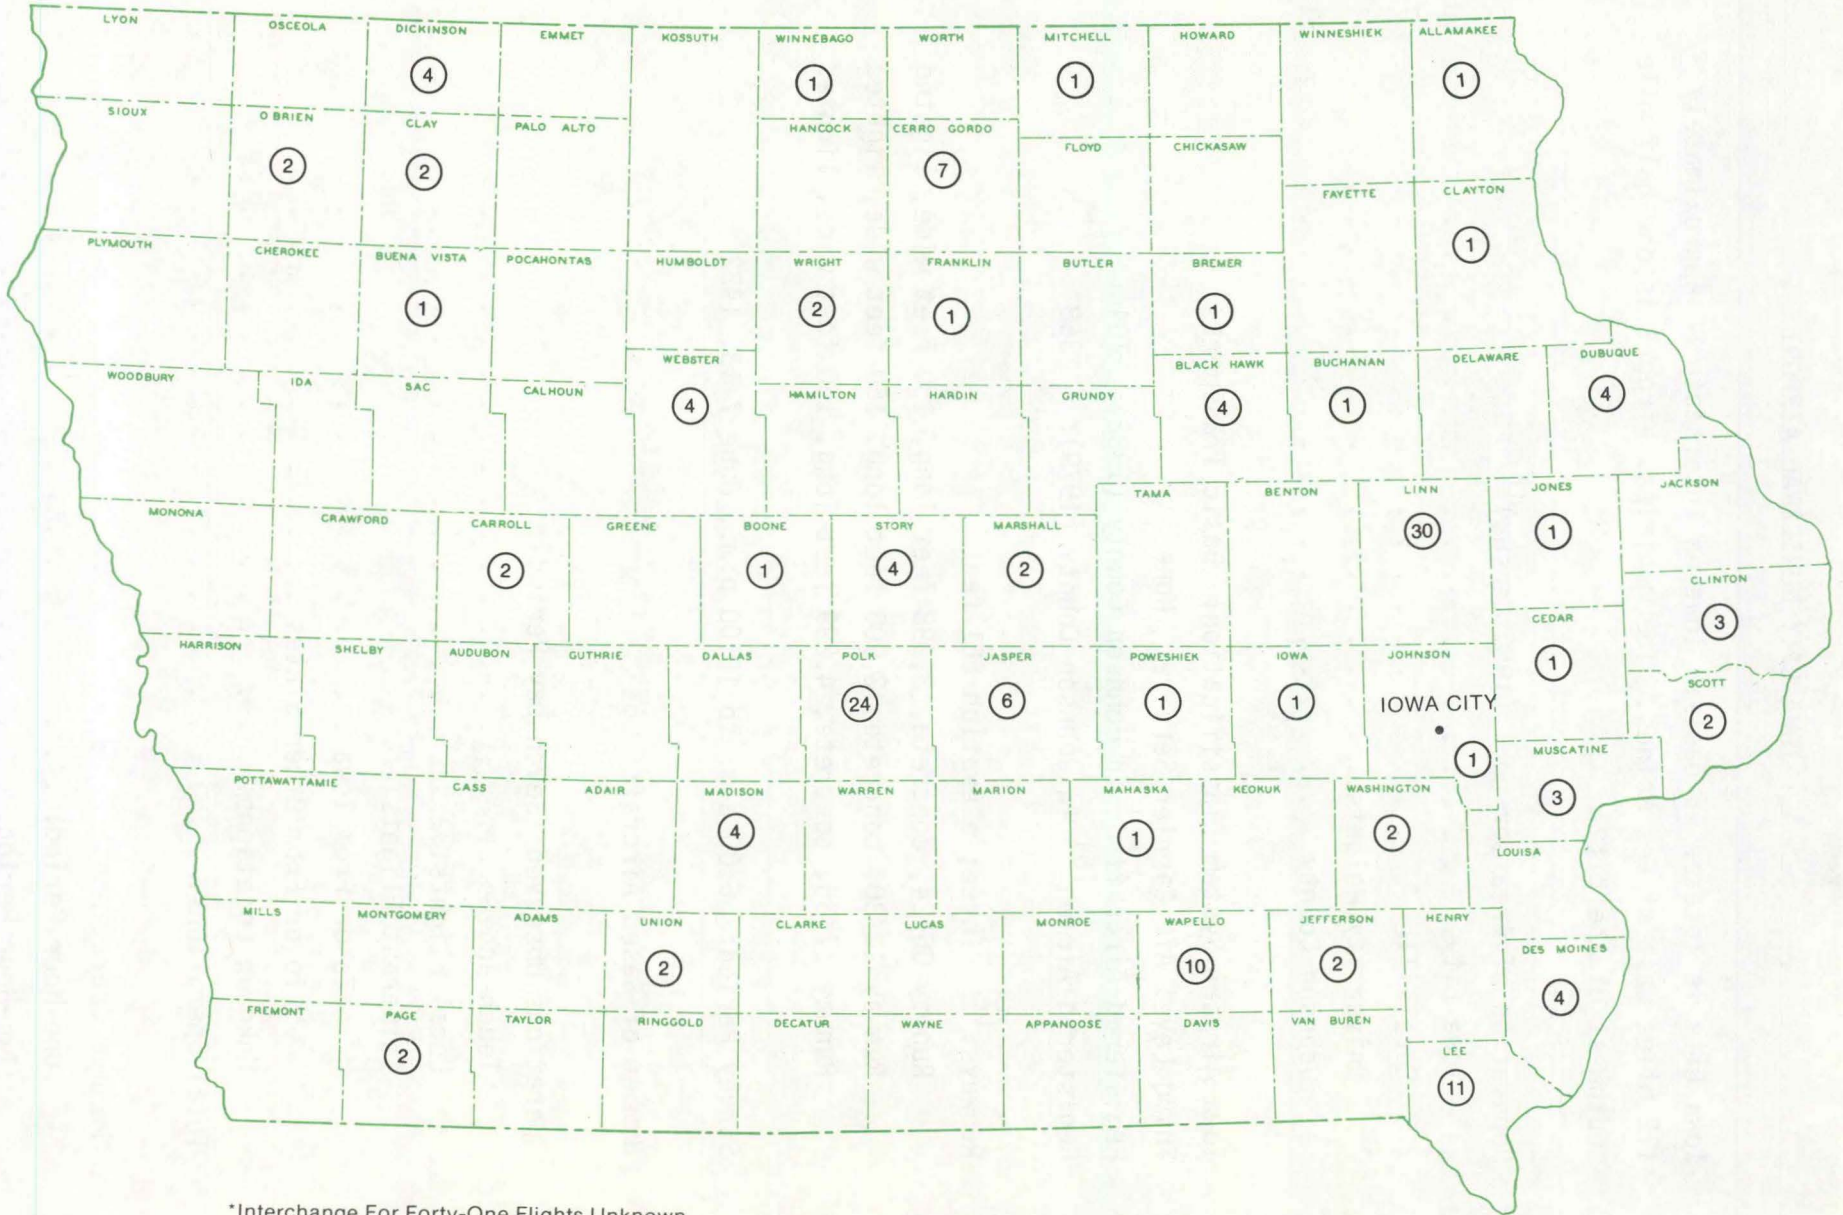 LYON OSCEOLA DICKINSON EMMET KOSSUTH WINNEBAGO WORTH MITCHELL HOWARD WINNESHIEK ALLAMAKEE
4 1 1 1
SIOUX O BRIEN CLAY PALO ALTO HANCOCK CERRO GORDO FLOYD CHICKASAW
2 2 7
FAYETTE CLAYTON
1
PLYMOUTH CHEROKEE BUENA VISTA POCAHONTAS HUMBOLDT WRIGHT FRANKLIN BUTLER BREMER
1 2 1 1
WEBSTER BLACK HAWK BUCHANAN DELAWARE DUBUQUE
4 4 1 4
WOODBURY IDA SAC CALHOUN HAMILTON HARDIN GRUNDY
TAMA BENTON LINN JONES JACKSON
30 1
MONONA CRAWFORD CARROLL GREENE BOONE STORY MARSHALL
2 1 4 2
CLINTON
3
CEDAR
1
HARRISON SHELBY AUDUBON GUTHRIE DALLAS POLK JASPER POWESHIEK IOWA JOHNSON
24 6 1 1
SCOTT
2
IOWA CITY
1
MUSCATINE
3
POTTAWATTAMIE CASS ADAIR MADISON WARREN MARION MAHASKA KEOKUK WASHINGTON
4 1 2
LOUISA
MILLS MONTGOMERY ADAMS UNION CLARKE LUCAS MONROE WAPELLO JEFFERSON HENRY
2 10 2
DES MOINES
4
FREMONT PAGE TAYLOR RINGGOLD DECATUR WAYNE APPANOOSE DAVIS VAN BUREN
2
LEE
11
*Interchange For Forty-One Flights Unknown